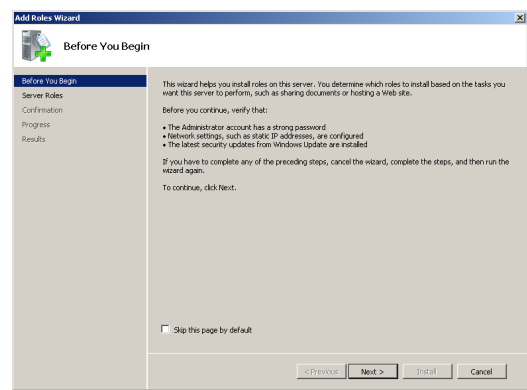 Add Roles Wizard
Before You Begin
Before You Begin
Server Roles
Confirmation
Progress
Results
This wizard helps you install roles on this server. You determine which roles to install based on the tasks you
want this server to perform, such as sharing documents or hosting a Web site.
Before you continue, verify that:
• The Administrator account has a strong password
• Network settings, such as static IP addresses, are configured
• The latest security updates from Windows Update are installed
If you have to complete any of the preceding steps, cancel the wizard, complete the steps, and then run the
wizard again.
To continue, click Next.
Skip this page by default
< Previous
Next >
Install
Cancel